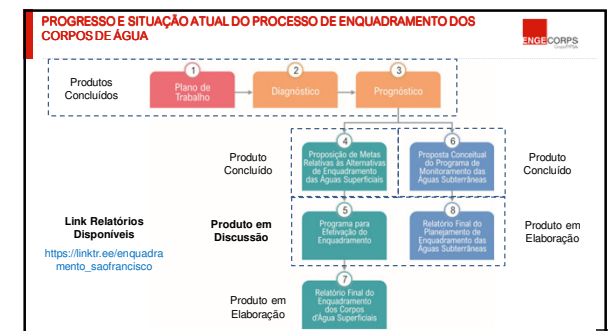 PROGRESSO E SITUAÇÃO ATUAL DO PROCESSO DE ENQUADRAMENTO DOS
CORPOS DE ÁGUA
ENGECORPS
Produtos
Concluídos
1
Plano de
Trabalho
2
Diagnóstico
3
Prognóstico
Produto
Concluído
4
Proposição de Metas
Relativas às Alternativas
de Enquadramento
das Águas Superficiais
6
Proposta Conceitual
do Programa de
Monitoramento das
Águas Subterrâneas
Produto
Concluído
Link Relatórios
Disponíveis
https://linktr.ee/enquadra
mento_saofrancisco
Produto em
Discussão
5
Programa para
Efetivação do
Enquadramento
8
Relatório Final do
Planejamento de
Enquadramento das
Águas Subterrâneas
Produto em
Elaboração
Produto em
Elaboração
7
Relatório Final do
Enquadramento
dos Corpos
d'Água Superficiais